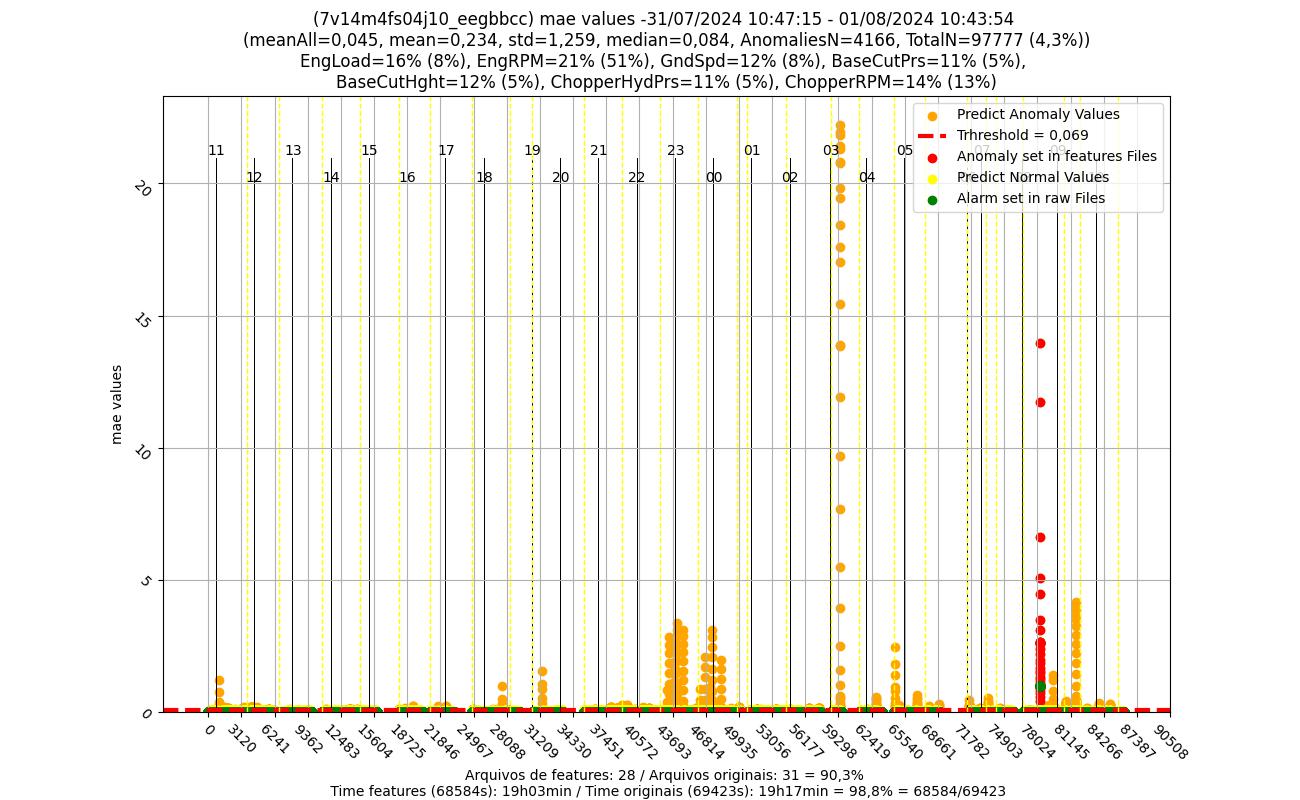 (7v14m4fs04j10_eegbbcc) mae values -31/07/2024 10:47:15 - 01/08/2024 10:43:54
(meanAll=0,045, mean=0,234, std=1,259, median=0,084, AnomaliesN=4166, TotalN=97777 (4,3%))
EngLoad=16% (8%), EngRPM=21% (51%), GndSpd=12% (8%), BaseCutPrs=11% (5%),
BaseCutHght=12% (5%), ChopperHydPrs=11% (5%), ChopperRPM=14% (13%)
Predict Anomaly Values
Trhreshold = 0,069
Anomaly set in features Files
Predict Normal Values
Alarm set in raw Files
11 13 15 17 19 21 23 01 03 05 07 09
12 14 16 18 20 22 00 02 04
20
15
10
5
0
mae values
0 3120 6241 9362 12483 15604 18725 21846 24967 28088 31209 34330 37451 40572 43693 46814 49935 53056 56177 59298 62419 65540 68661 71782 74903 78024 81145 84266 87387 90508
Arquivos de features: 28 / Arquivos originais: 31 = 90,3%
Time features (68584s): 19h03min / Time originais (69423s): 19h17min = 98,8% = 68584/69423